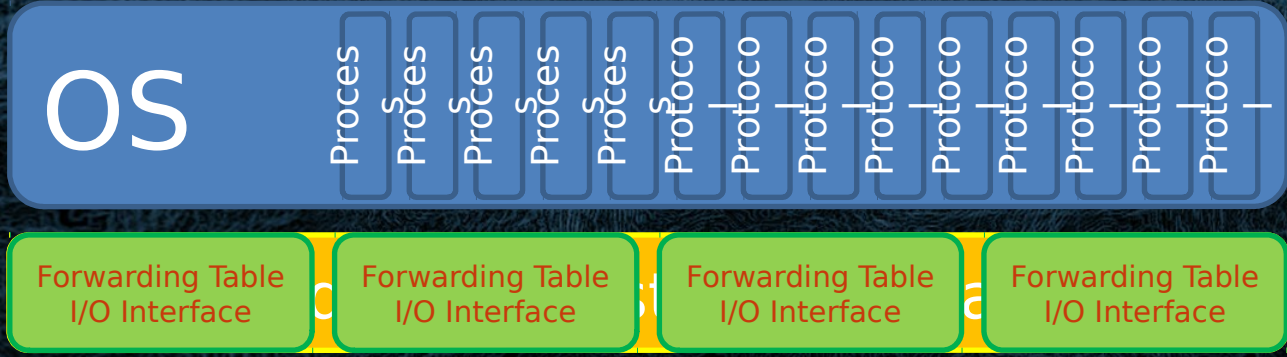 OS
Proces
s
Proces
s
Proces
s
Proces
s
Proces
s
Protoco
l
Protoco
l
Protoco
l
Protoco
l
Protoco
l
Protoco
l
Protoco
l
Protoco
l
Protoco
l
Forwarding Table
I/O Interface
Forwarding Table
I/O Interface
Forwarding Table
I/O Interface
Forwarding Table
I/O Interface